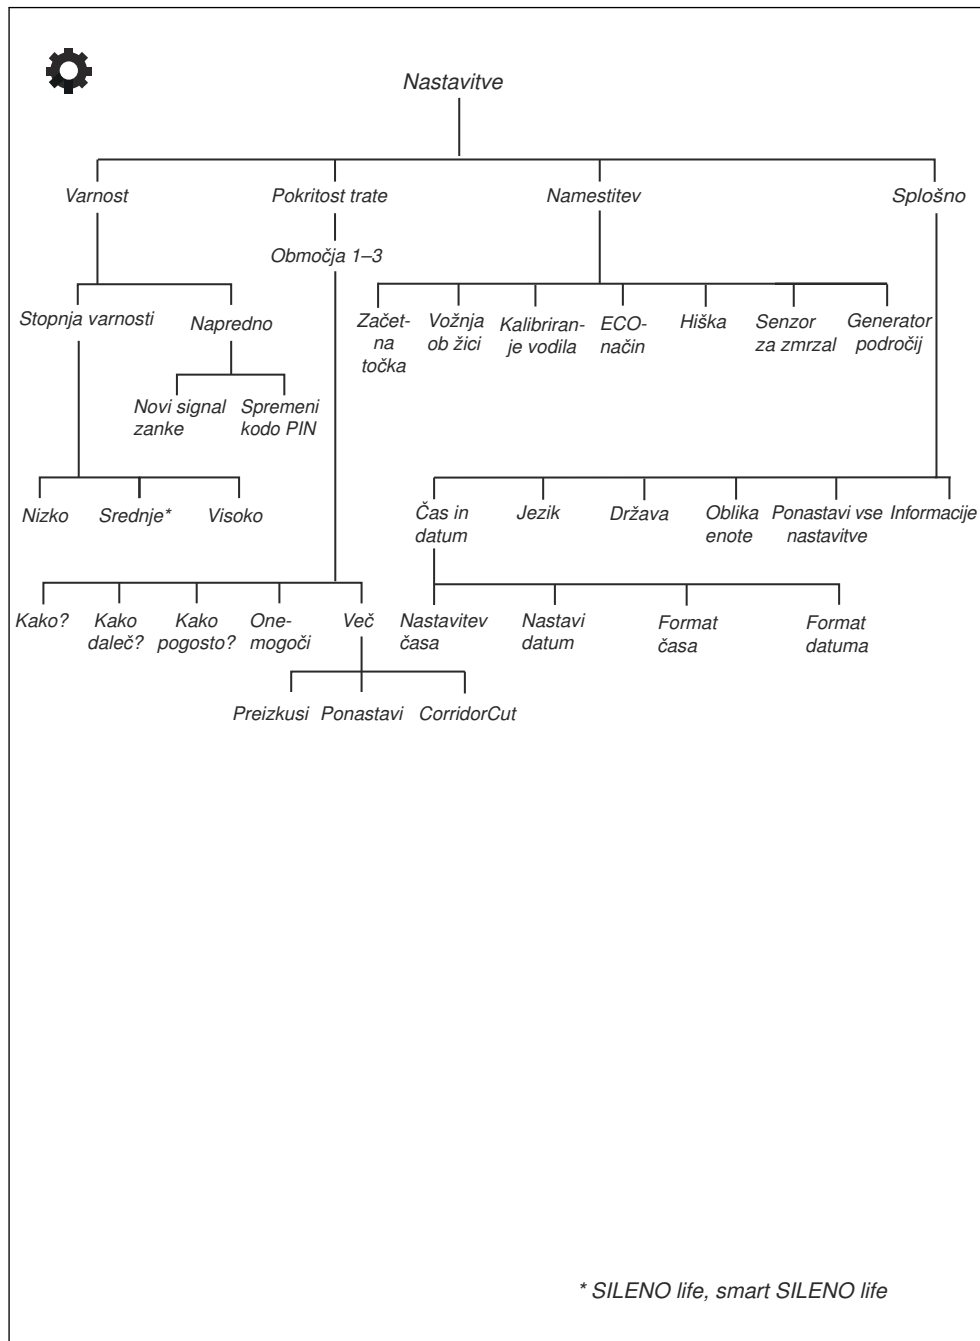 Nastavitve
Varnost
Pokritost trate
Namestitev
Splošno
Območja 1–3
Stopnja varnosti
Napredno
Začet-
na
točka
Vožnja
ob žici
Kalibriran-
je vodila
ECO-
način
Hiška
Senzor
za zmrzal
Generator
področij
Novi signal
zanke
Spremeni
kodo PIN
Nizko
Srednje*
Visoko
Čas in
datum
Jezik
Država
Oblika
enote
Ponastavi vse
nastavitve
Informacije
Kako?
Kako
daleč?
Kako
pogosto?
One-
mogoči
Več
Nastavitev
časa
Nastavi
datum
Format
časa
Format
datuma
Preizkusi
Ponastavi
CorridorCut
* SILENO life, smart SILENO life